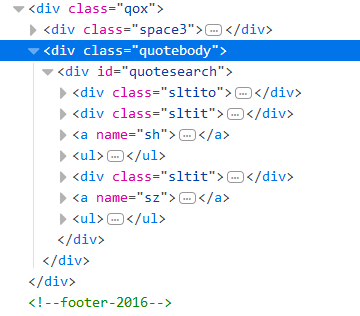 <div class="qox">
<div class="space3">…</div>
<div class="quotebody">
<div id="quotesearch">
<div class="sltito">…</div>
<div class="sltit">…</div>
<a name="sh">…</a>
<ul>…</ul>
<div class="sltit">…</div>
<a name="sz">…</a>
<ul>…</ul>
</div>
</div>
</div>
<!--footer-2016-->